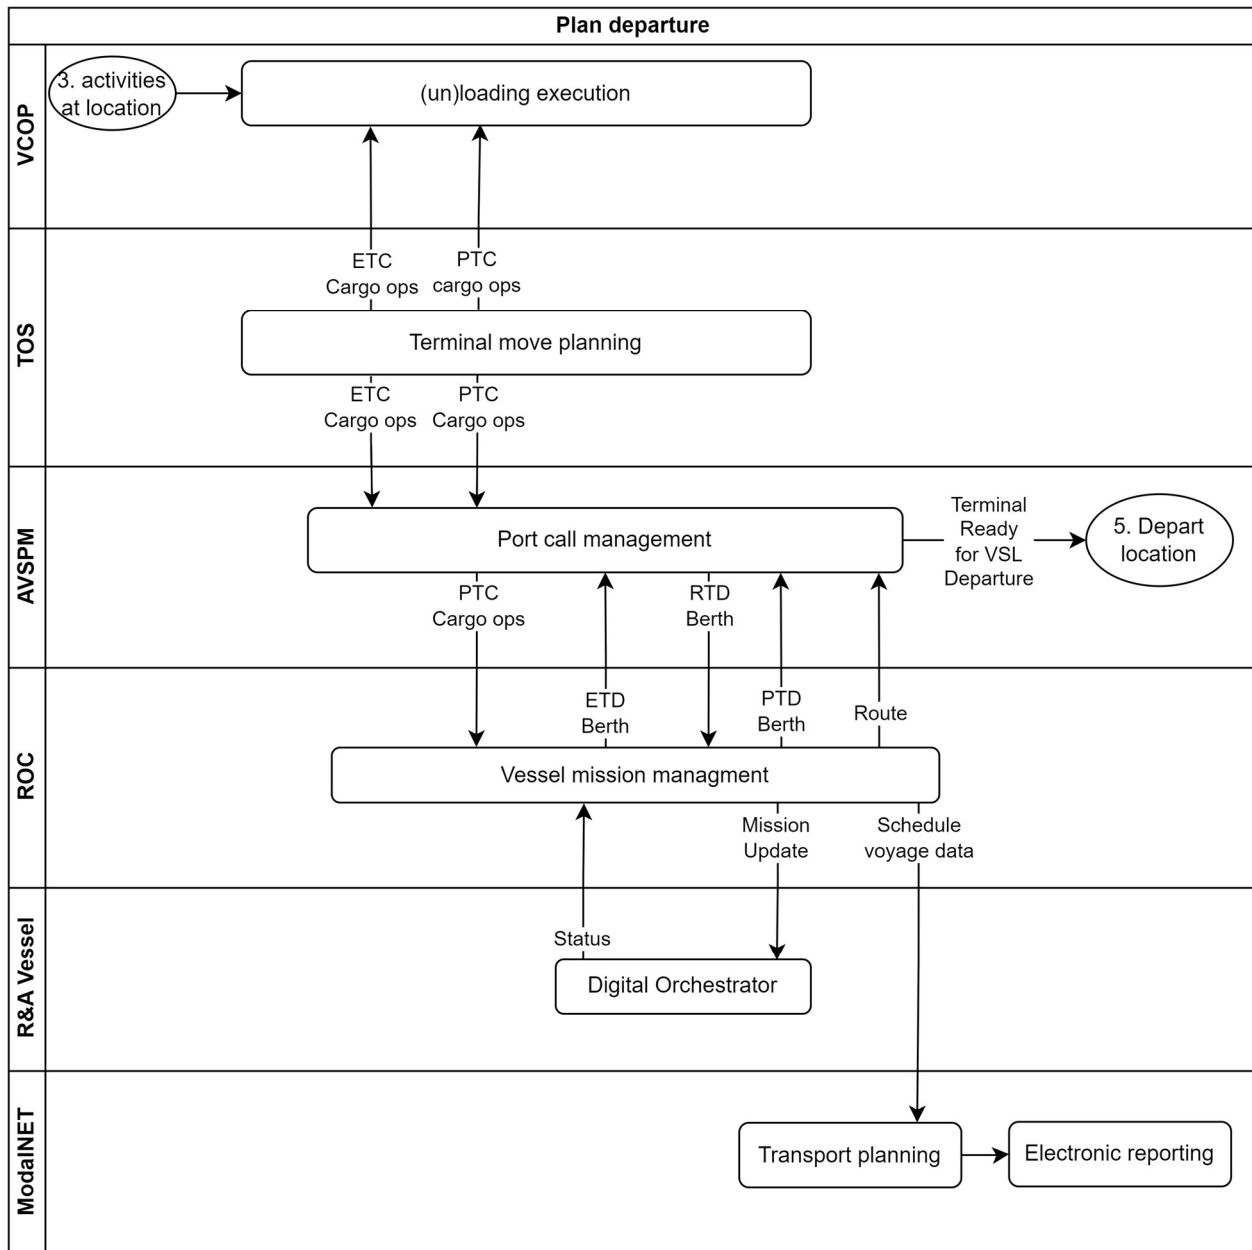 Plan departure
VCOP
3. activities
at location
(un)loading execution
ETC
Cargo ops
PTC
cargo ops
TOS
Terminal move planning
ETC
Cargo ops
PTC
Cargo ops
AVSPM
Port call management
Terminal
Ready
for VSL
Departure
5. Depart
location
PTC
Cargo ops
RTD
Berth
ROC
ETD
Berth
PTD
Berth
Route
Vessel mission managment
Mission
Update
Schedule
voyage data
R&A Vessel
Status
Digital Orchestrator
ModalNET
Transport planning
Electronic reporting